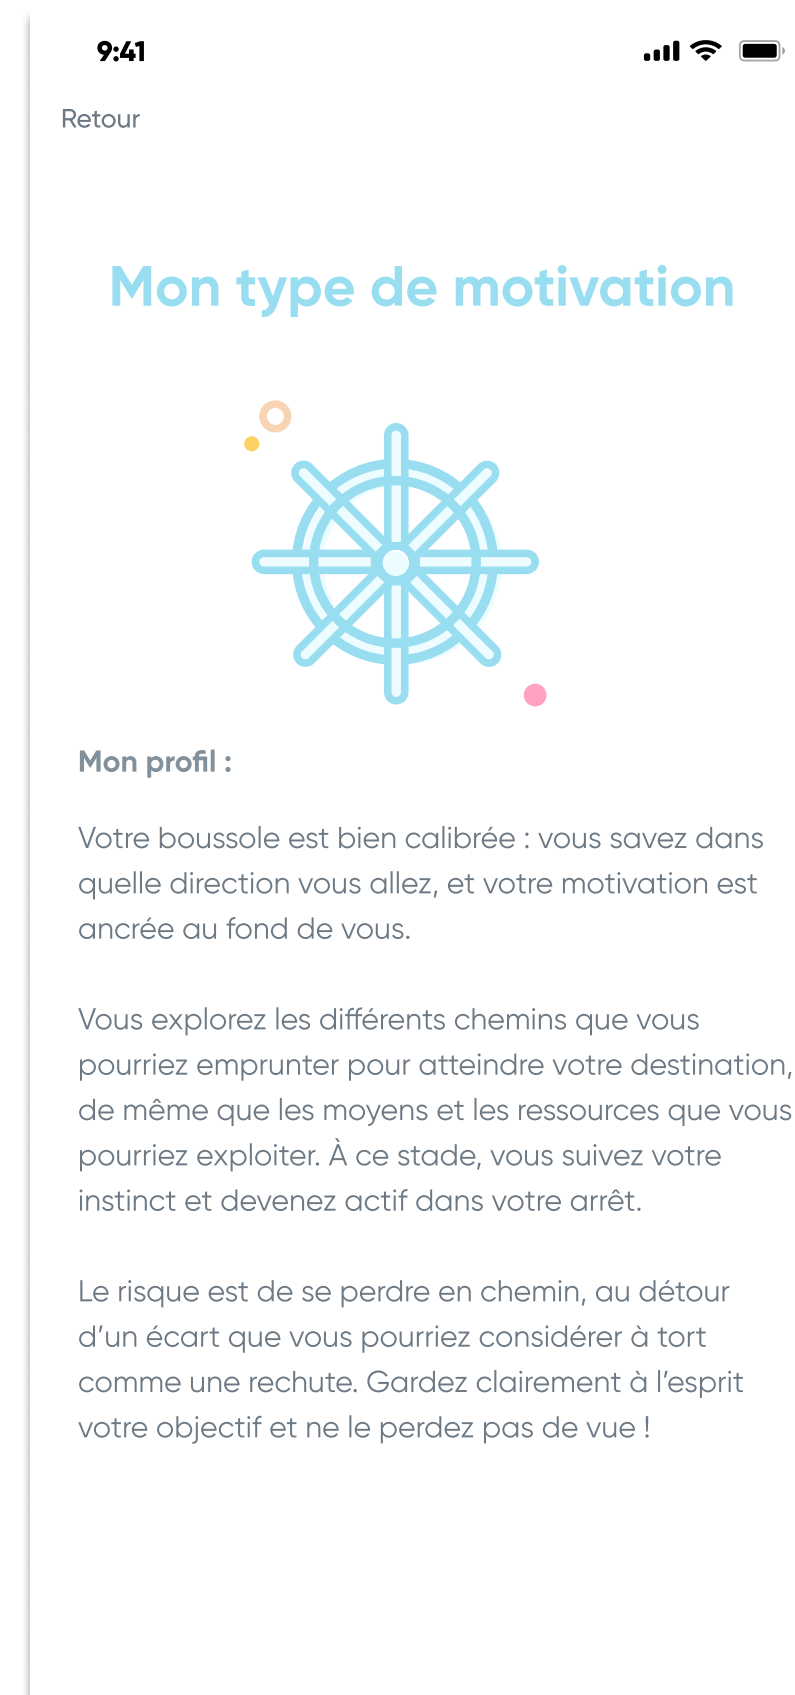 9:41
Retour
Mon type de motivation
Mon profil :
Votre boussole est bien calibrée : vous savez dans
quelle direction vous allez, et votre motivation est
ancrée au fond de vous.
Vous explorez les différents chemins que vous
pourriez emprunter pour atteindre votre destination,
de même que les moyens et les ressources que vous
pourriez exploiter. À ce stade, vous suivez votre
instinct et devenez actif dans votre arrêt.
Le risque est de se perdre en chemin, au détour
d’un écart que vous pourriez considérer à tort
comme une rechute. Gardez clairement à l’esprit
votre objectif et ne le perdez pas de vue !